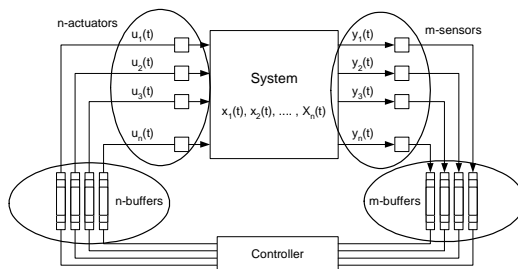 n-actuators
u1(t)
u2(t)
u3(t)
un(t)
System
x1(t), x2(t), .... , Xn(t)
y1(t)
y2(t)
y3(t)
yn(t)
m-sensors
n-buffers
m-buffers
Controller